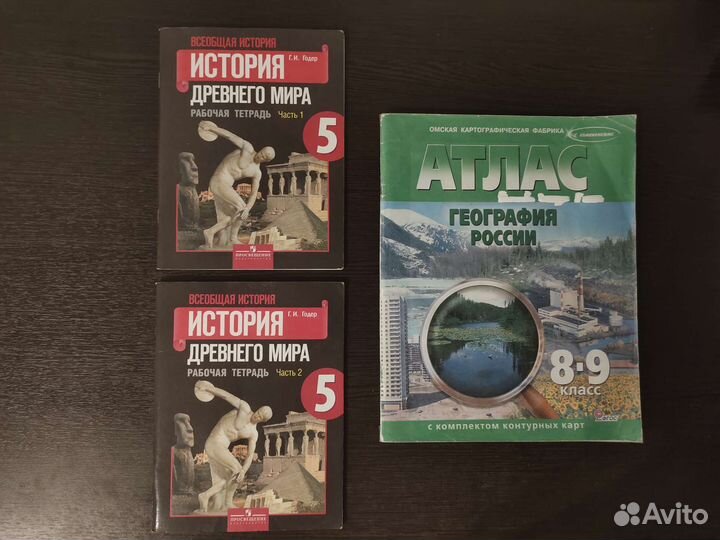 ВСЕОБЩАЯ ИСТОРИЯ
ИСТОРИЯ
Г.И. Годер
ДРЕВНЕГО МИРА
РАБОЧАЯ ТЕТРАДЬ Часть 1
5
ПРОСВЕЩЕНИЕ
ВСЕОБЩАЯ ИСТОРИЯ
ИСТОРИЯ
Г.И. Годер
ДРЕВНЕГО МИРА
РАБОЧАЯ ТЕТРАДЬ Часть 2
5
ПРОСВЕЩЕНИЕ
ОМСКАЯ КАРТОГРАФИЧЕСКАЯ ФАБРИКА
АТЛАС
ГЕОГРАФИЯ
РОССИИ
8-9
КЛАСС
с комплектом контурных карт
Avito